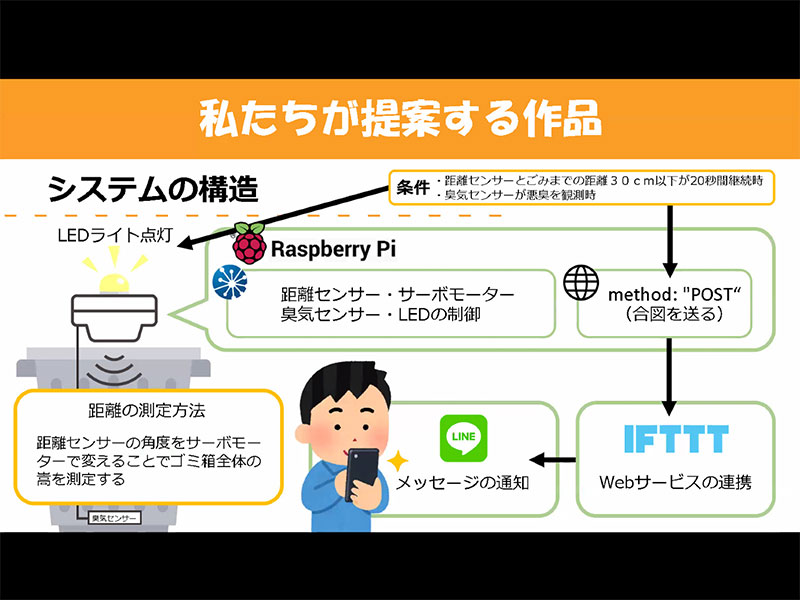 私たちが提案する作品
システムの構造
条件
・距離センサーとごみまでの距離３０ｃｍ以下が20秒間継続時
・臭気センサーが悪臭を観測時
LEDライト点灯
Raspberry Pi
距離センサー・サーボモーター
臭気センサー・LEDの制御
method: "POST“
（合図を送る）
距離の測定方法
距離センサーの角度をサーボモー
ターで変えることでゴミ箱全体の
嵩を測定する
臭気センサー
LINE
メッセージの通知
IFTTT
Webサービスの連携